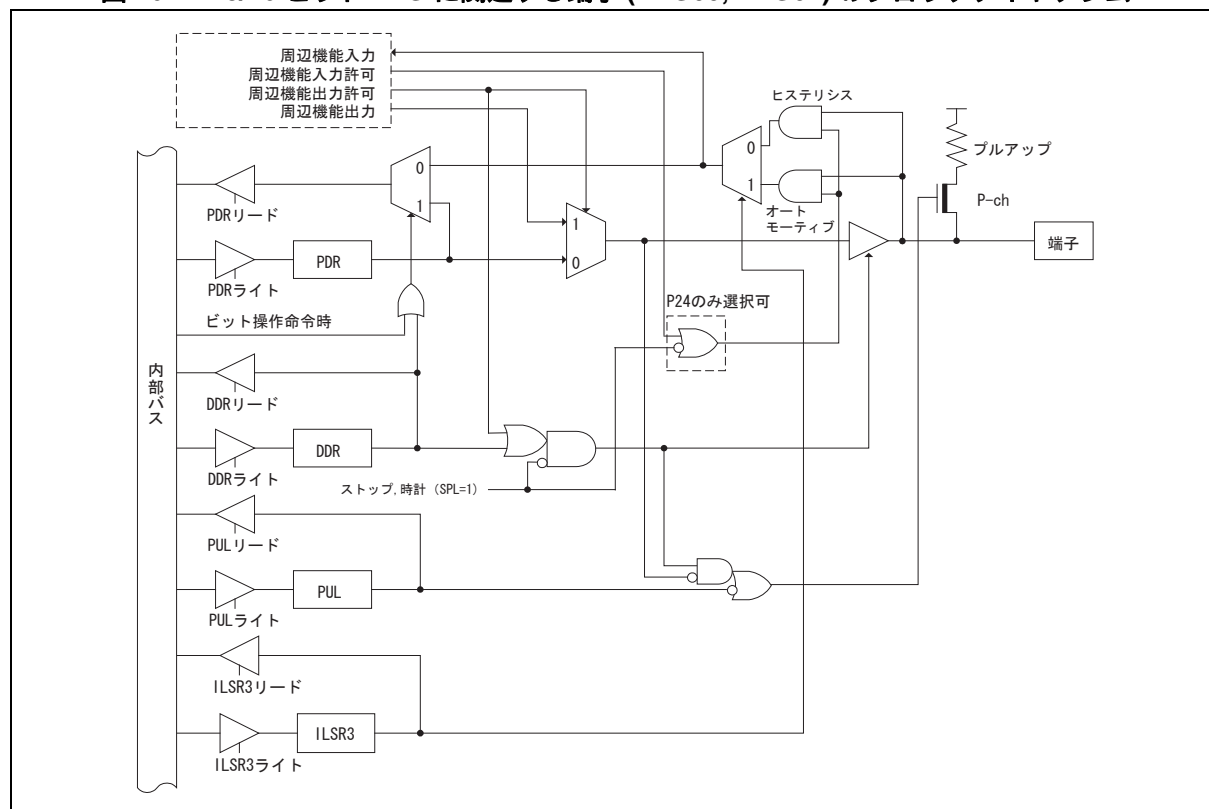 周辺機能入力
周辺機能入力許可
周辺機能出力許可
周辺機能出力
ヒステリシス
プルアップ
0
1
0
1
オート
モーティブ
P-ch
端子
PDRリード
1
0
PDR
PDRライト
P24のみ選択可
ビット操作命令時
内部バス
DDRリード
DDR
DDRライト
ストップ,時計 (SPL=1)
PULリード
PUL
PULライト
ILSR3リード
ILSR3
ILSR3ライト